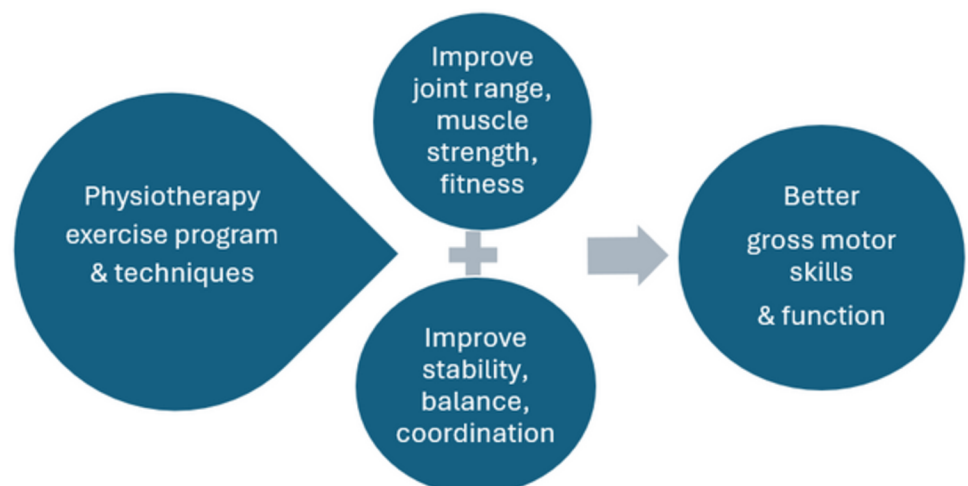 Physiotherapy
exercise program
& techniques
Improve
joint range,
muscle
strength,
fitness
Improve
stability,
balance,
coordination
Better
gross motor
skills
& function